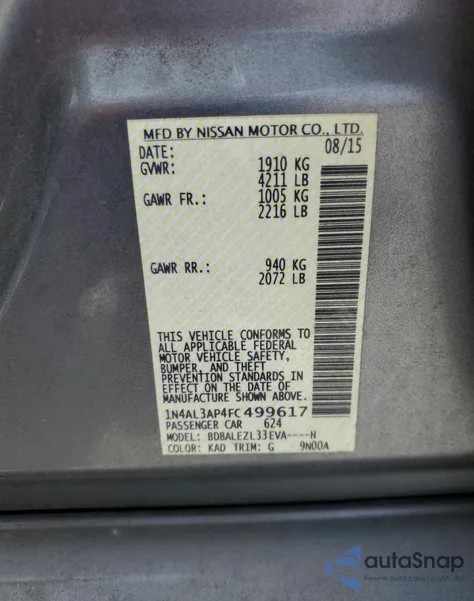 MFD BY NISSAN MOTOR CO., LTD.
DATE: 08/15
GVWR: 1910 KG
4211 LB
GAWR FR.: 1005 KG
2216 LB
GAWR RR.: 940 KG
2072 LB
THIS VEHICLE CONFORMS TO
ALL APPLICABLE FEDERAL
MOTOR VEHICLE SAFETY,
BUMPER, AND THEFT
PREVENTION STANDARDS IN
EFFECT ON THE DATE OF
MANUFACTURE SHOWN ABOVE.
1N4AL3AP4FC499617
PASSENGER CAR 624
MODEL: BDBALEZL33EVA----H
COLOR: KAD TRIM: G 9N00A
autaSnap